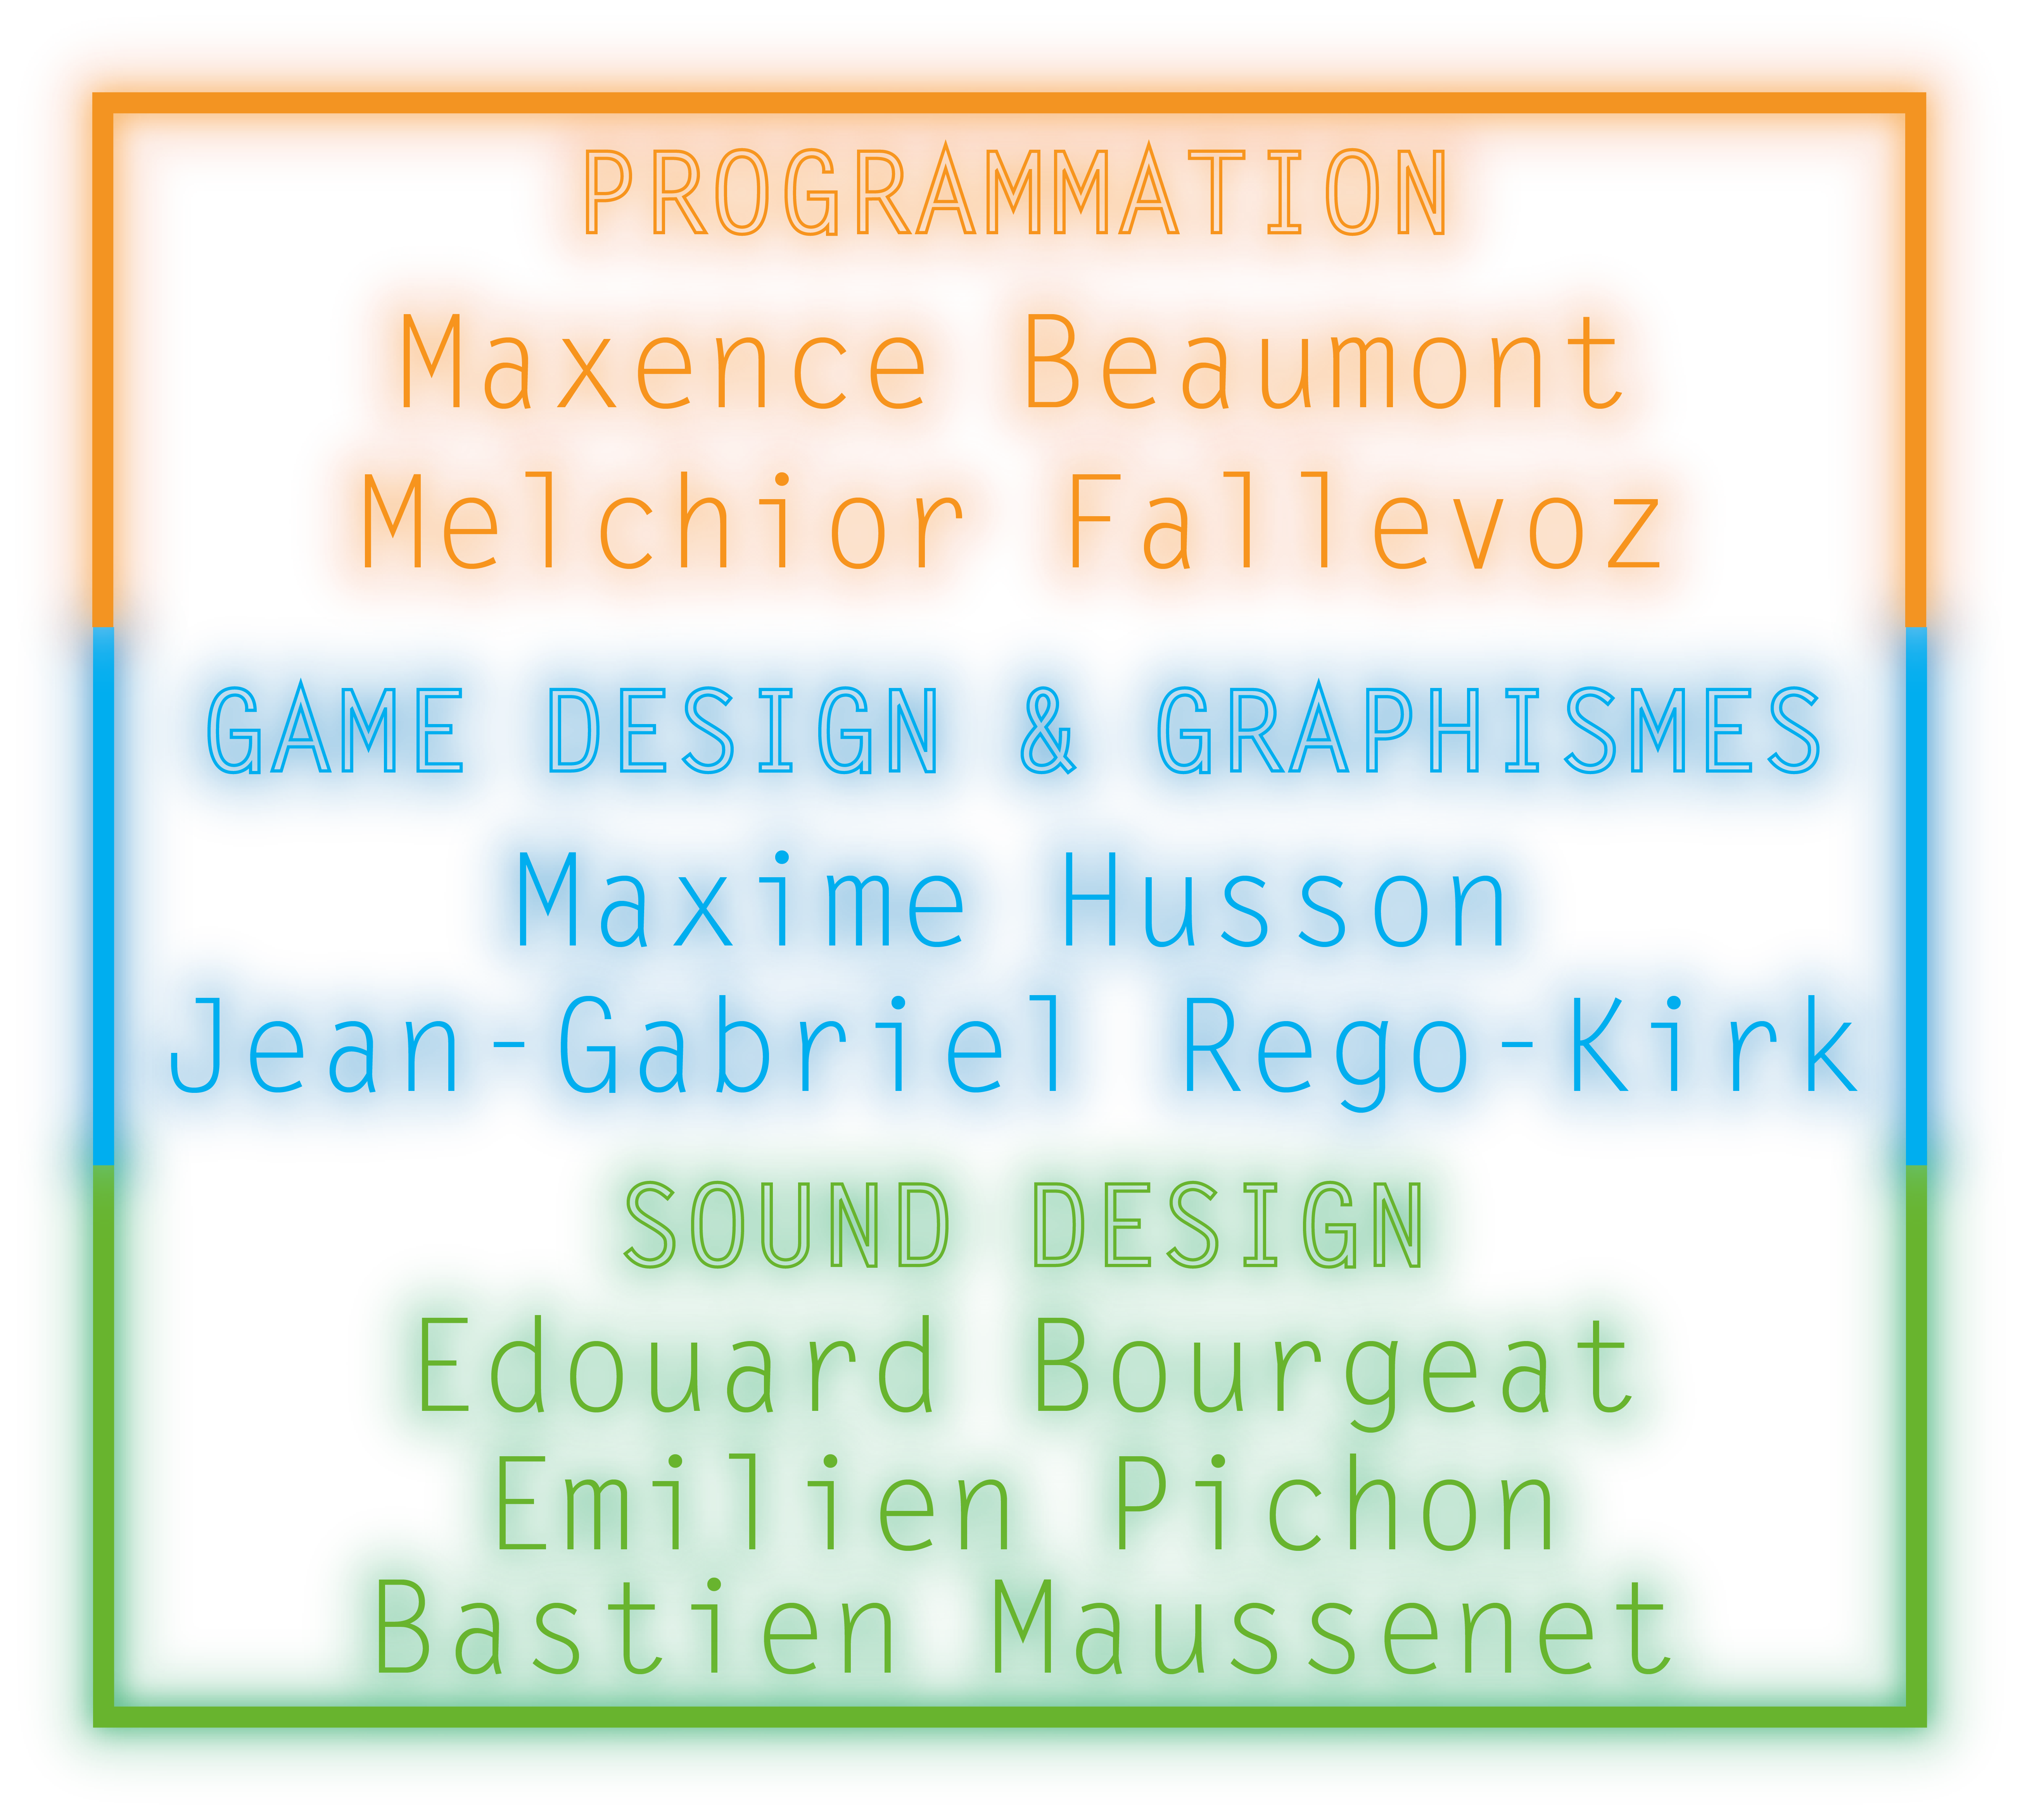 PROGRAMMATION
Maxence Beaumont
Melchior Fallevoz
GAME DESIGN & GRAPHISMES
Maxime Husson
Jean-Gabriel Rego-Kirk
SOUND DESIGN
Edouard Bourgeat
Emilien Pichon
Bastien Maussenet